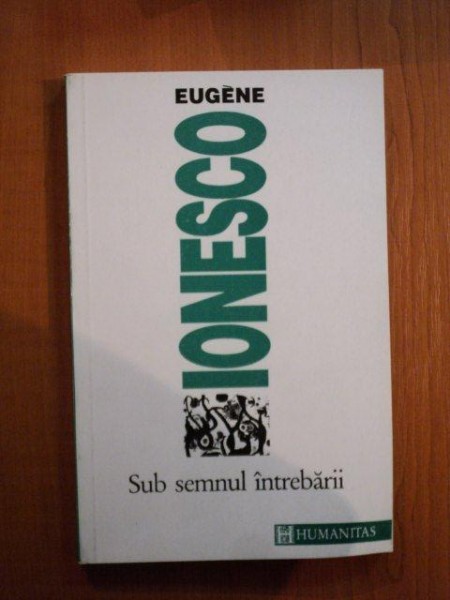 EUGÈNE
IONESCO
Sub semnul întrebării
HUMANITAS